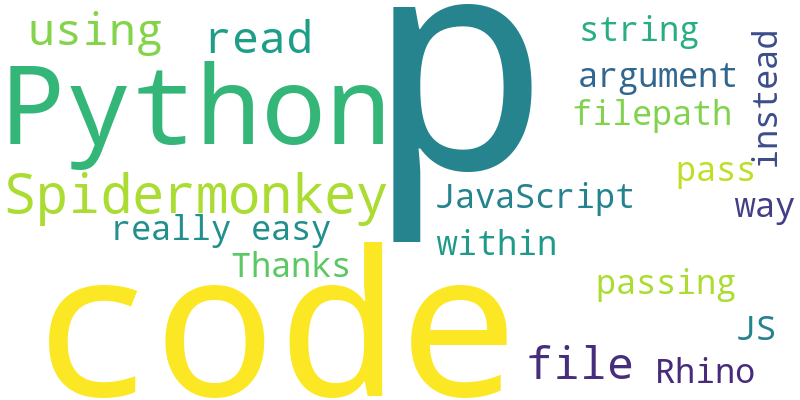 using
read
p
string
Python
argument
instead
filepath
Spidermonkey
JavaScript
pass
way
really easy
within
Thanks
code
passing
JS
file
Rhino